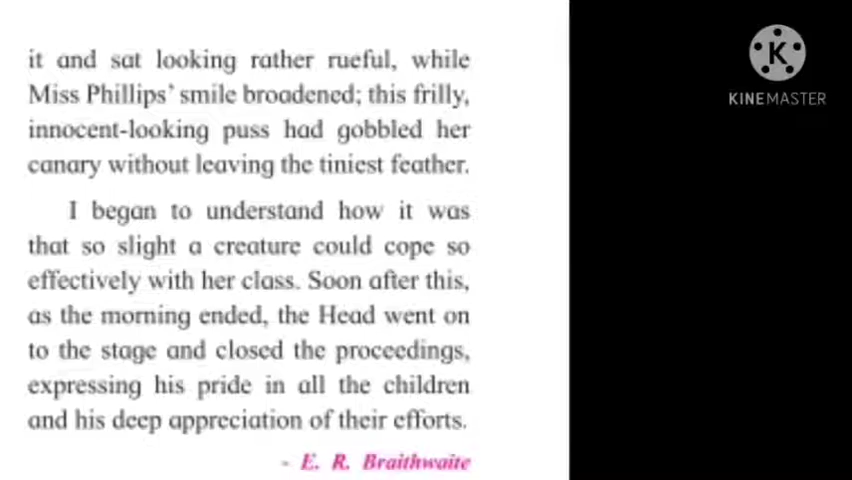 it and sat looking rather rueful, while
Miss Phillips' smile broadened; this frilly,
innocent-looking puss had gobbled her
canary without leaving the tiniest feather.
I began to understand how it was
that so slight a creature could cope so
effectively with her class. Soon after this,
as the morning ended, the Head went on
to the stage and closed the proceedings,
expressing his pride in all the children
and his deep appreciation of their efforts.
- E. R. Braithwaite
K
KINEMASTER